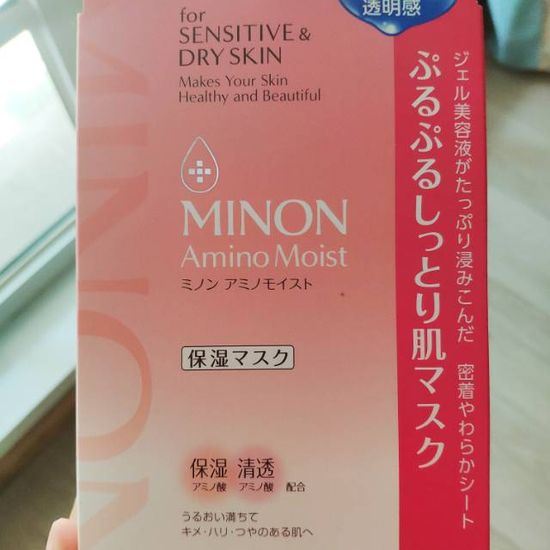 透明感
for
SENSITIVE &
DRY SKIN
Makes Your Skin
Healthy and Beautiful
MINON
MINON
Amino Moist
ミノン アミノモイスト
保湿マスク
ジェル美容液がたっぷり浸みこんだ 密着やわらかシート
ぷるぷるしっとり肌マスク
保湿 清透
アミノ酸 アミノ酸 配合
うるおい満ちて
キメ・ハリ・つやのある肌へ